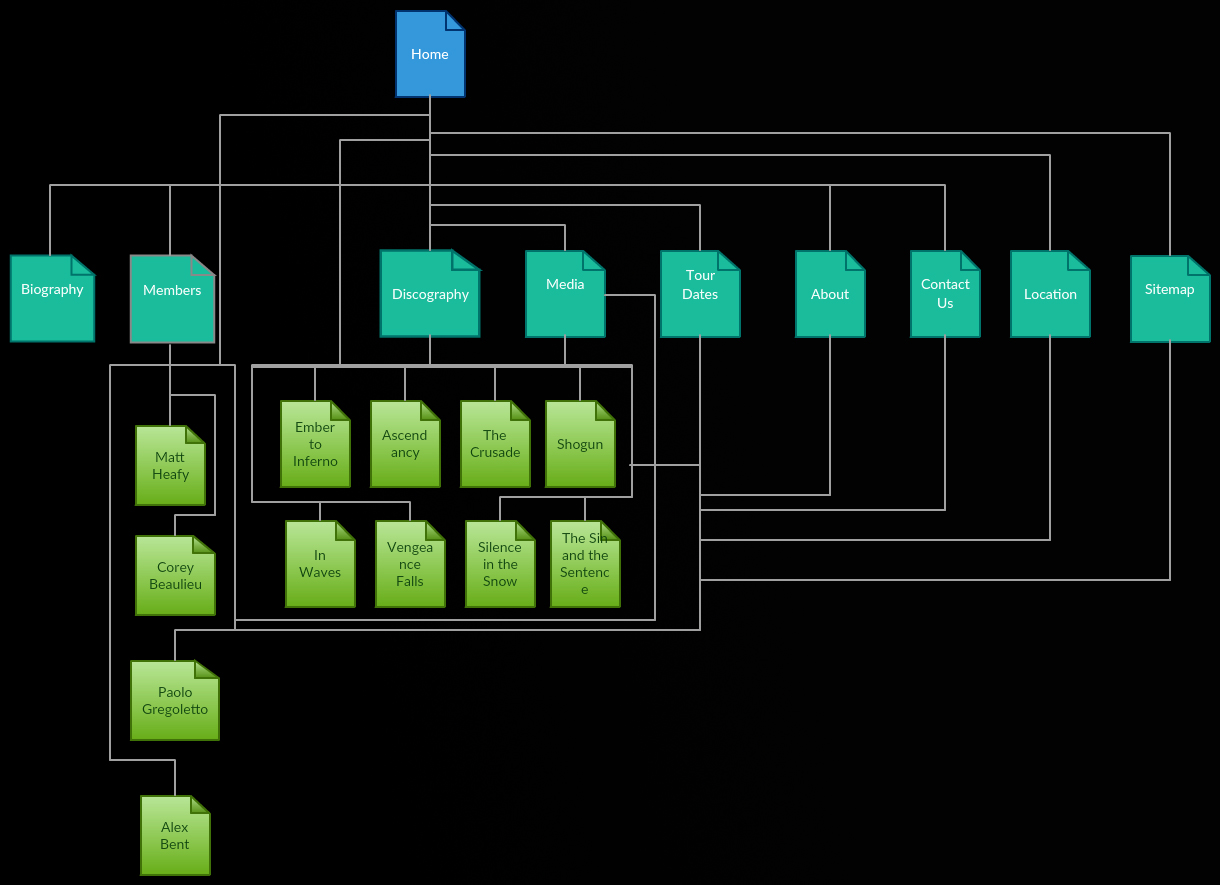 Home
Biography
Members
Discography
Media
Tour
Dates
About
Contact
Us
Location
Sitemap
Ember
to
Inferno
Ascend
ancy
The
Crusade
Shogun
Matt
Heafy
In
Waves
Vengea
nce
Falls
Silence
in the
Snow
The Sin
and the
Sentenc
e
Corey
Beaulieu
Paolo
Gregoletto
Alex
Bent